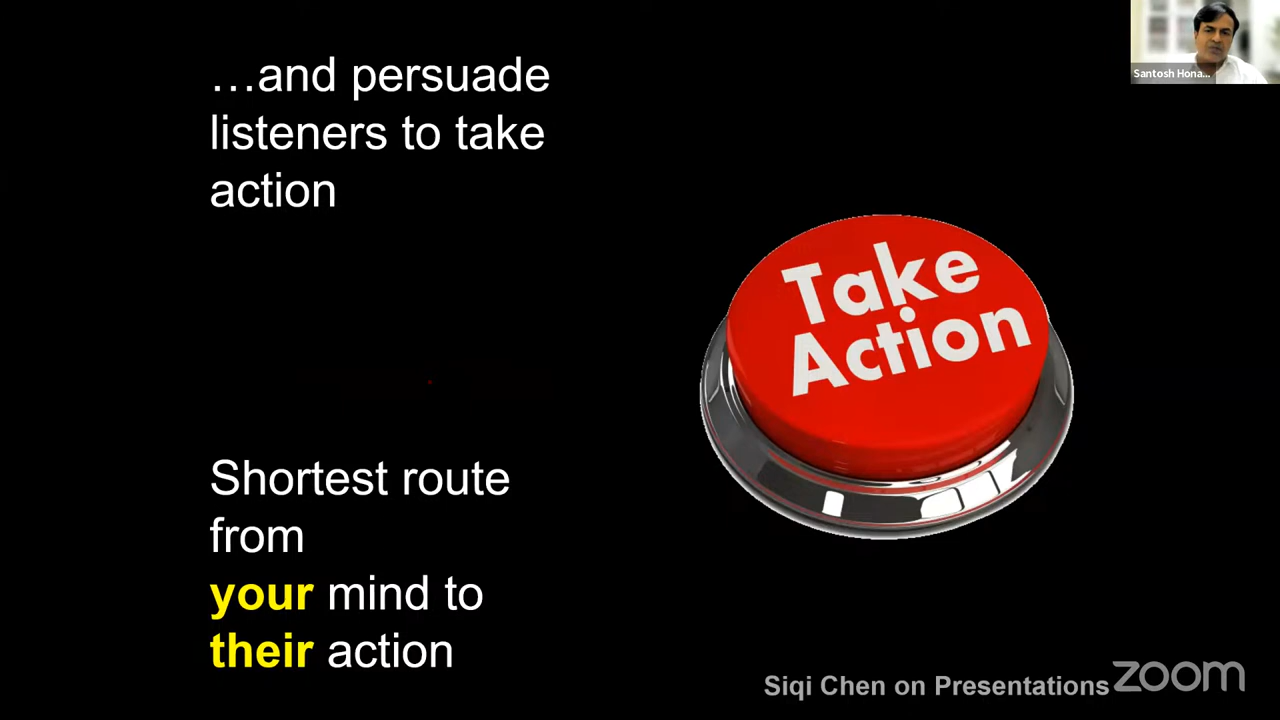 …and persuade
listeners to take
action
Take
Action
Shortest route
from
your mind to
their action
Siqi Chen on Presentations
zoom
Santosh Hona...